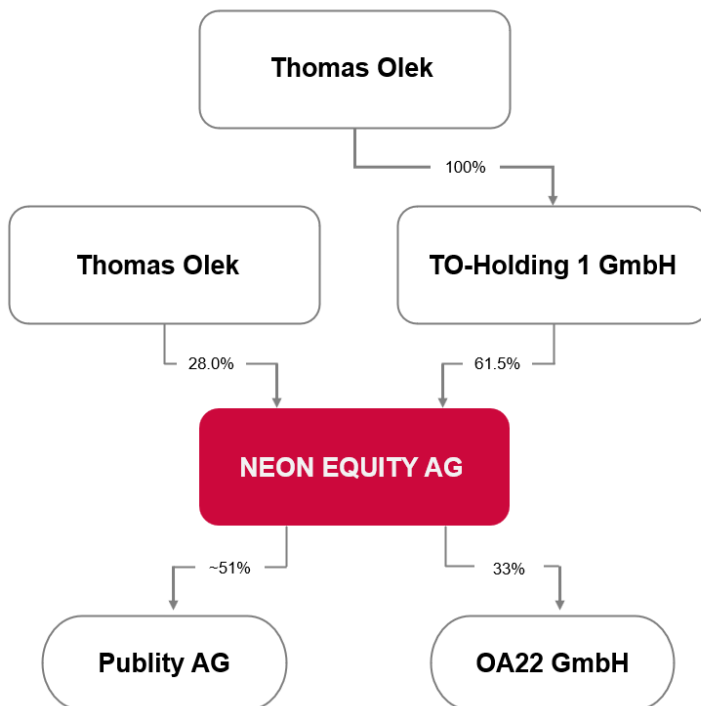 Thomas Olek
100%
Thomas Olek
TO-Holding 1 GmbH
28.0%
61.5%
NEON EQUITY AG
~51%
33%
Publity AG
OA22 GmbH